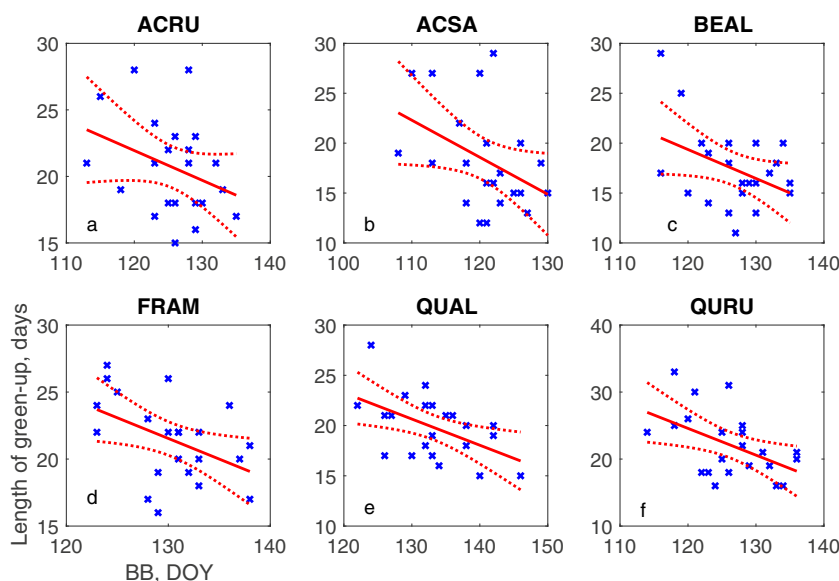 ACRU ACSA BEAL
30 30 30
25 25 25
20 20 20
15 15 15
10 10
a b c
110 120 130 140 100 110 120 130 110 120 130 140
FRAM QUAL QURU
30 30 40
25 25 30
20 20 20
15 15 10
10 0
d e f
120 130 140 120 130 140 150 110 120 130 140
Length of green-up, days
BB, DOY